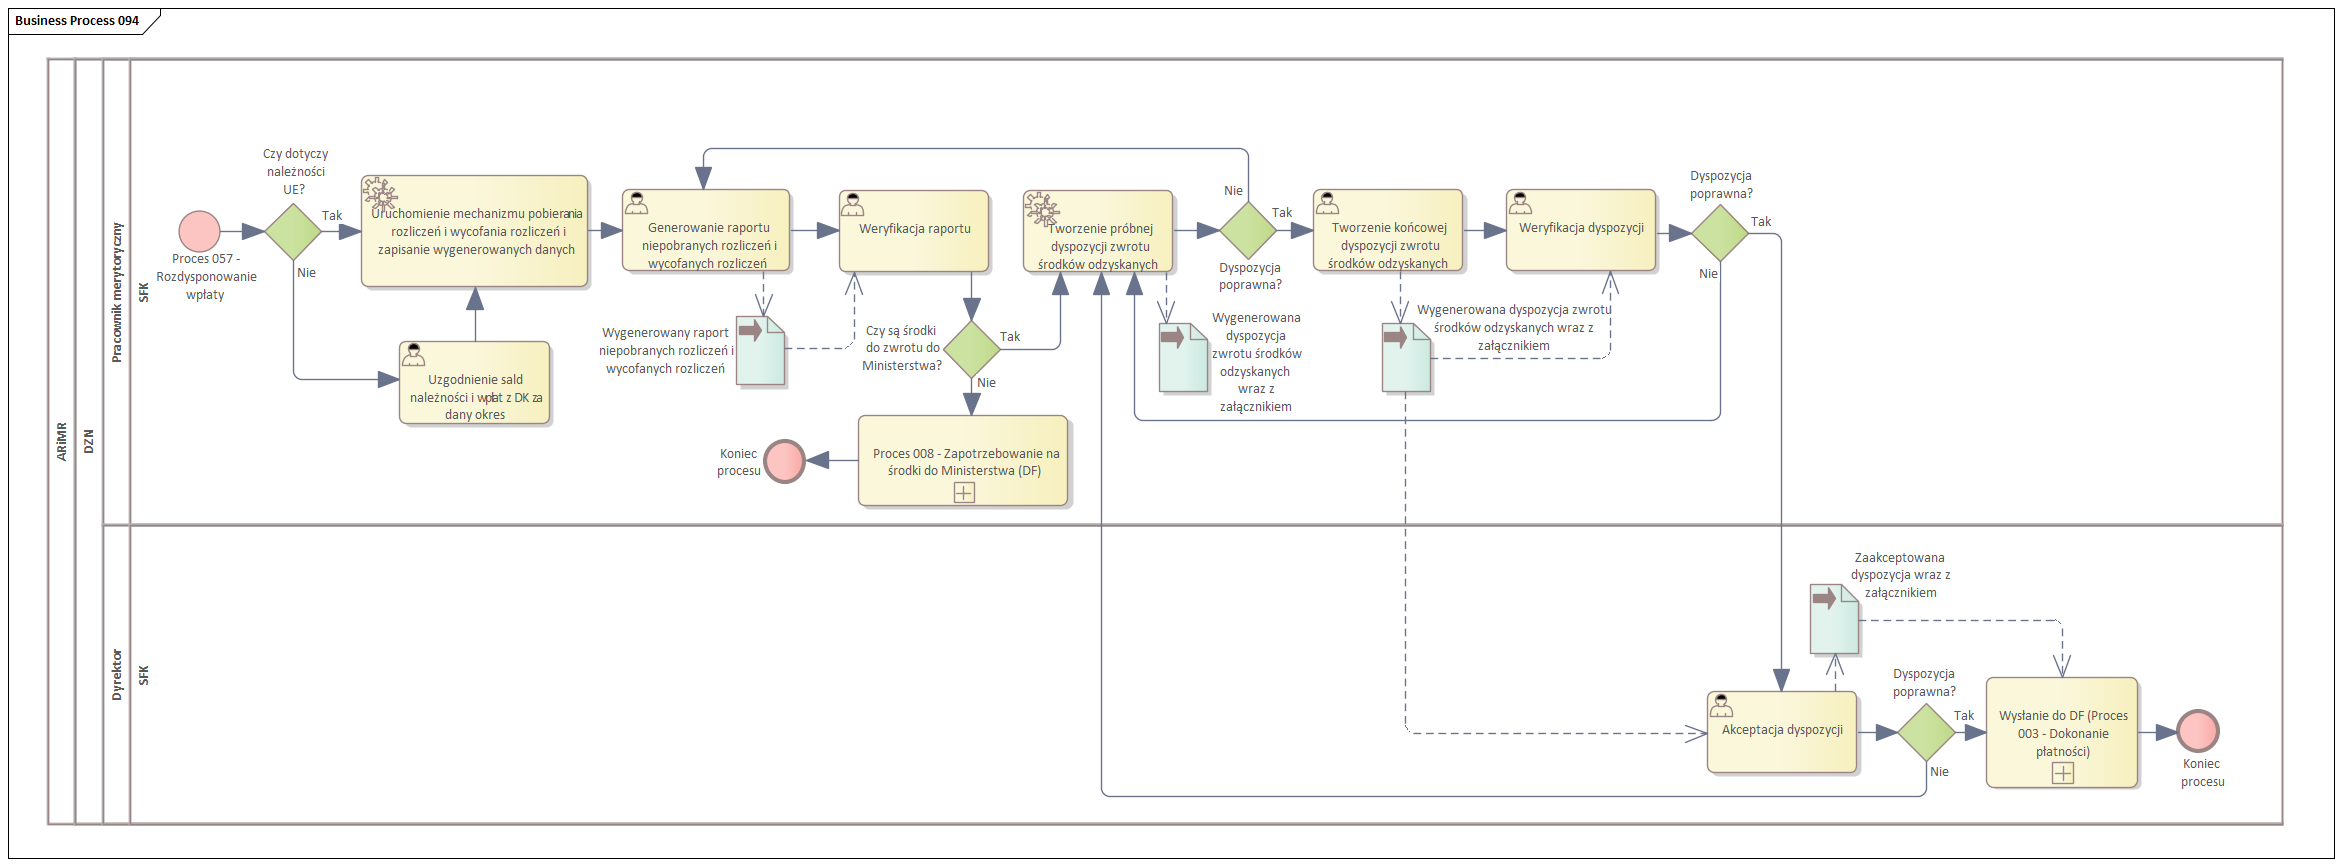 Business Process 094
ARiMR
DZN
Pracownik merytoryczny
SFK
Proces 057 -
Rozdysponowanie
wpłaty
Czy dotyczy
należności
UE?
Tak
Nie
Uruchomienie mechanizmu pobierania
rozliczeń i wycofania rozliczeń i
zapisanie wygenerowanych danych
Uzgodnienie sald
należności i wpłat z DK za
dany okres
Generowanie raportu
niepobranych rozliczeń i
wycofanych rozliczeń
Wygenerowany raport
niepobranych rozliczeń i
wycofanych rozliczeń
Weryfikacja raportu
Czy są środki
do zwrotu do
Ministerstwa?
Tak
Nie
Proces 008 - Zapotrzebowanie na
środki do Ministerstwa (DF)
Koniec
procesu
Tworzenie próbnej
dyspozycji zwrotu
środków odzyskanych
Wygenerowana
dyspozycja
zwrotu środków
odzyskanych
wraz z
załącznikiem
Nie
Tak
Dyspozycja
poprawna?
Tworzenie końcowej
dyspozycji zwrotu
środków odzyskanych
Wygenerowana dyspozycja zwrotu
środków odzyskanych wraz z
załącznikiem
Weryfikacja dyspozycji
Dyspozycja
poprawna?
Tak
Nie
Dyrektor
SFK
Akceptacja dyspozycji
Zaakceptowana
dyspozycja wraz z
załącznikiem
Dyspozycja
poprawna?
Tak
Nie
Wysłanie do DF (Proces
003 - Dokonanie
płatności)
Koniec
procesu